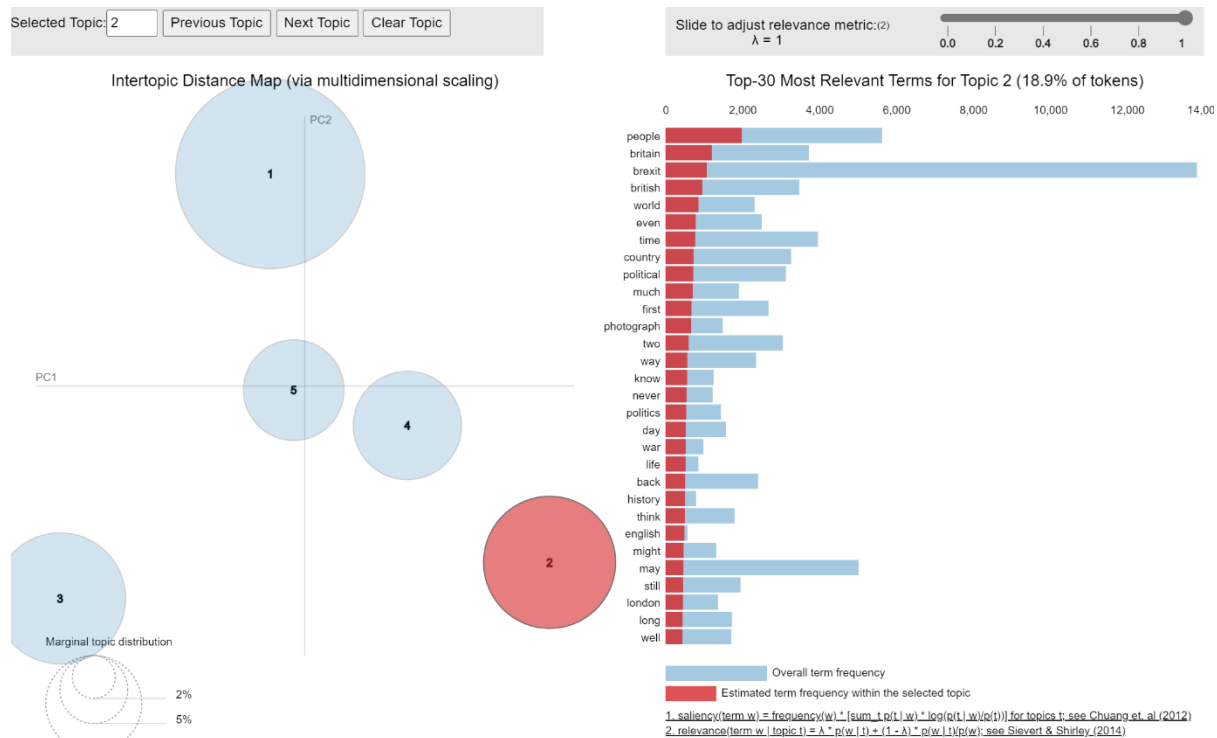 Selected Topic: 2 Previous Topic Next Topic Clear Topic
Slide to adjust relevance metric:(2)
λ = 1
0.0 0.2 0.4 0.6 0.8 1
Intertopic Distance Map (via multidimensional scaling)
PC2
PC1
1
5
4
2
3
Marginal topic distribution
2%
5%
Top-30 Most Relevant Terms for Topic 2 (18.9% of tokens)
0 2,000 4,000 6,000 8,000 10,000 12,000 14,00
people
britain
brexit
british
world
even
time
country
political
much
first
photograph
two
way
know
never
politics
day
war
life
back
history
think
english
might
may
still
london
long
well
Overall term frequency
Estimated term frequency within the selected topic
1. saliency(term w) = frequency(w) * [sum_t p(t | w) * log(p(t | w)/p(t))] for topics t; see Chuang et. al (2012)
2. relevance(term w | topic t) = λ * p(w | t) + (1 - λ) * p(w | t)/p(w); see Sievert & Shirley (2014)